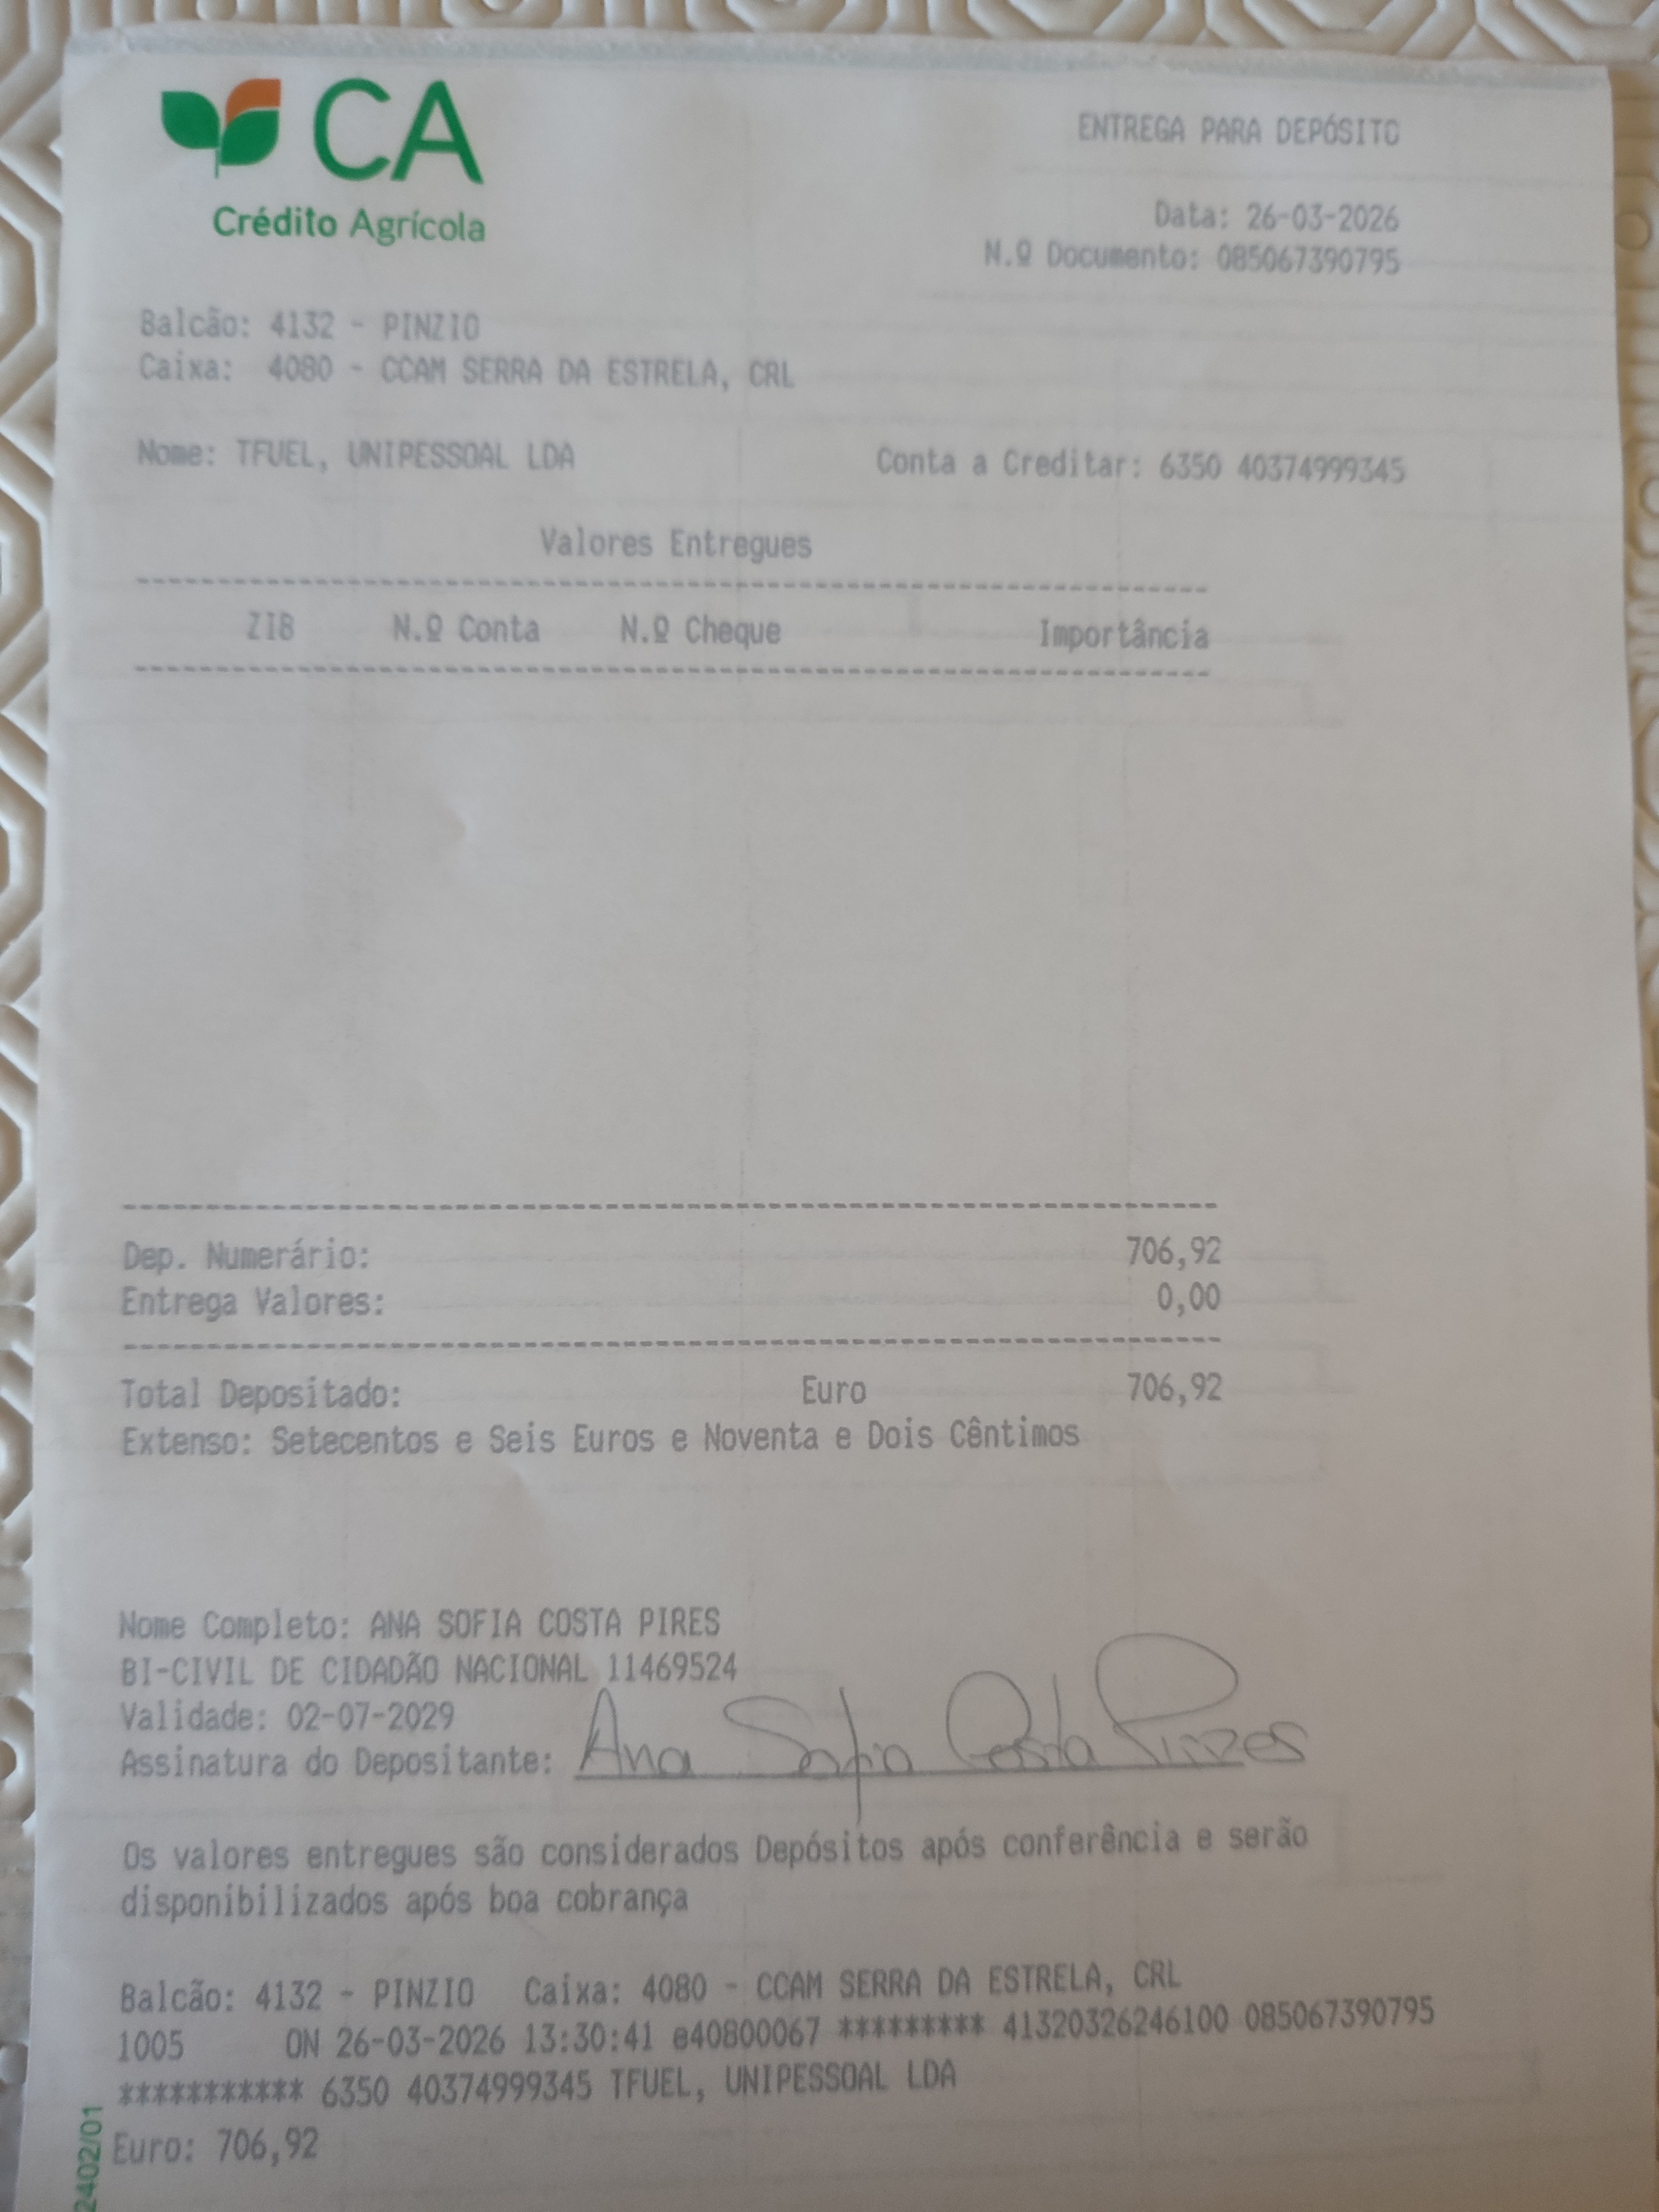 CA
Crédito Agrícola
ENTREGA PARA DEPÓSITO
Data: 26-03-2026
N.º Documento: 085067390795
Balcão: 4132 - PINZIO
Caixa: 4080 - CCAM SERRA DA ESTRELA, CRL
Nome: TFUEL, UNIPESSOAL LDA Conta a Creditar: 6350 40374999345
Valores Entregues
ZIB N.º Conta N.º Cheque Importância
Dep. Numerário: 706,92
Entrega Valores: 0,00
Total Depositado: Euro 706,92
Extenso: Setecentos e Seis Euros e Noventa e Dois Cêntimos
Nome Completo: ANA SOFIA COSTA PIRES
BI-CIVIL DE CIDADÃO NACIONAL 11469524
Validade: 02-07-2029
Assinatura do Depositante: Ana Sofia Costa Pires
Os valores entregues são considerados Depósitos após conferência e serão
disponibilizados após boa cobrança
Balcão: 4132 - PINZIO Caixa: 4080 - CCAM SERRA DA ESTRELA, CRL
1005 ON 26-03-2026 13:30:41 e40800067 ********* 41320326246100 085067390795
*********** 6350 40374999345 TFUEL, UNIPESSOAL LDA
Euro: 706,92
2402/01